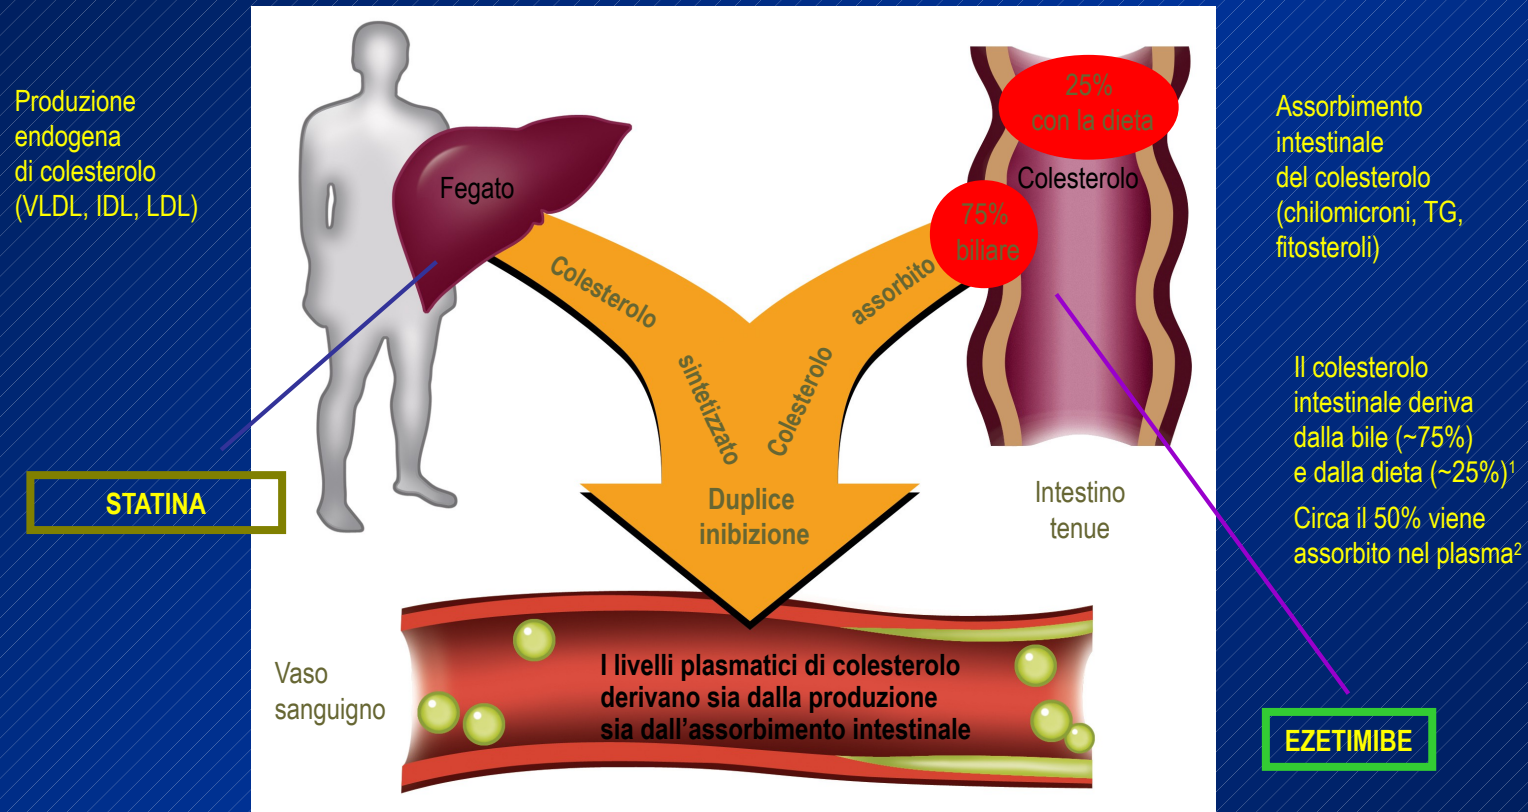 Produzione
endogena
di colesterolo
(VLDL, IDL, LDL)
STATINA
Fegato
25%
con la dieta
Colesterolo
75%
biliare
Colesterolo
sintetizzato
Colesterolo
assorbito
Duplice
inibizione
Intestino
tenue
Vaso
sanguigno
I livelli plasmatici di colesterolo
derivano sia dalla produzione
sia dall'assorbimento intestinale
Assorbimento
intestinale
del colesterolo
(chilomicroni, TG,
fitosteroli)
Il colesterolo
intestinale deriva
dalla bile (~75%)
e dalla dieta (~25%)¹
Circa il 50% viene
assorbito nel plasma²
EZETIMIBE